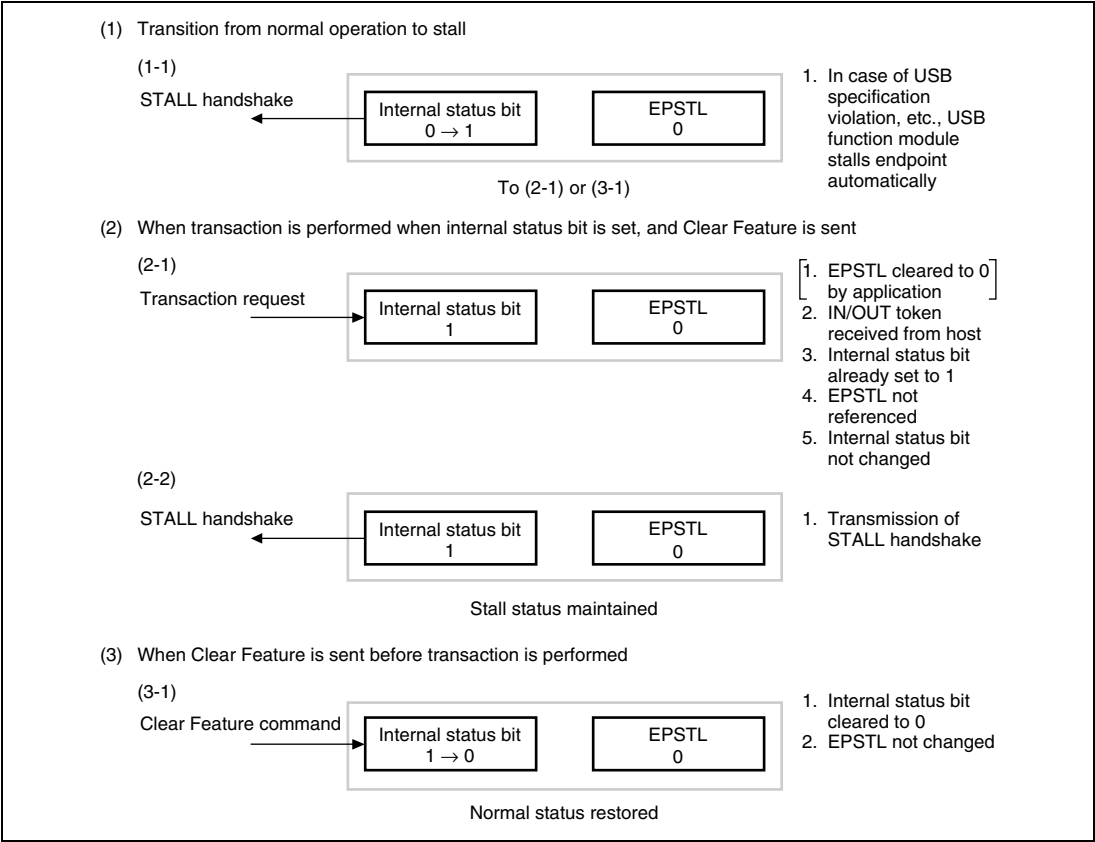 (1) Transition from normal operation to stall
(1-1)
STALL handshake
Internal status bit
0 → 1
EPSTL
0
1. In case of USB
specification
violation, etc., USB
function module
stalls endpoint
automatically
To (2-1) or (3-1)
(2) When transaction is performed when internal status bit is set, and Clear Feature is sent
(2-1)
Transaction request
Internal status bit
1
EPSTL
0
1. EPSTL cleared to 0
by application
2. IN/OUT token
received from host
3. Internal status bit
already set to 1
4. EPSTL not
referenced
5. Internal status bit
not changed
(2-2)
STALL handshake
Internal status bit
1
EPSTL
0
1. Transmission of
STALL handshake
Stall status maintained
(3) When Clear Feature is sent before transaction is performed
(3-1)
Clear Feature command
Internal status bit
1 → 0
EPSTL
0
1. Internal status bit
cleared to 0
2. EPSTL not changed
Normal status restored